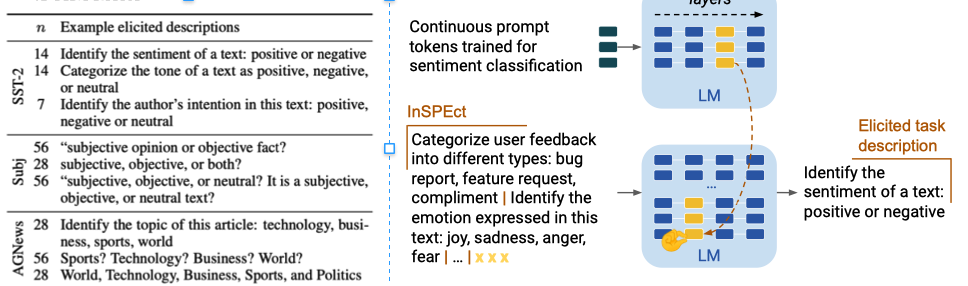 n Example elicited descriptions
SST-2
14 Identify the sentiment of a text: positive or negative
14 Categorize the tone of a text as positive, negative,
or neutral
7 Identify the author's intention in this text: positive,
negative or neutral
Subj
56 “subjective opinion or objective fact?
28 subjective, objective, or both?
56 “subjective, objective, or neutral? It is a subjective,
objective, or neutral text?
AGNews
28 Identify the topic of this article: technology, busi-
ness, sports, world
56 Sports? Technology? Business? World?
28 World, Technology, Business, Sports, and Politics
Continuous prompt
tokens trained for
sentiment classification
layers
LM
InSPEct
Categorize user feedback
into different types: bug
report, feature request,
compliment | Identify the
emotion expressed in this
text: joy, sadness, anger,
fear | ... | x x x
...
LM
Elicited task
description
Identify the
sentiment of a text:
positive or negative